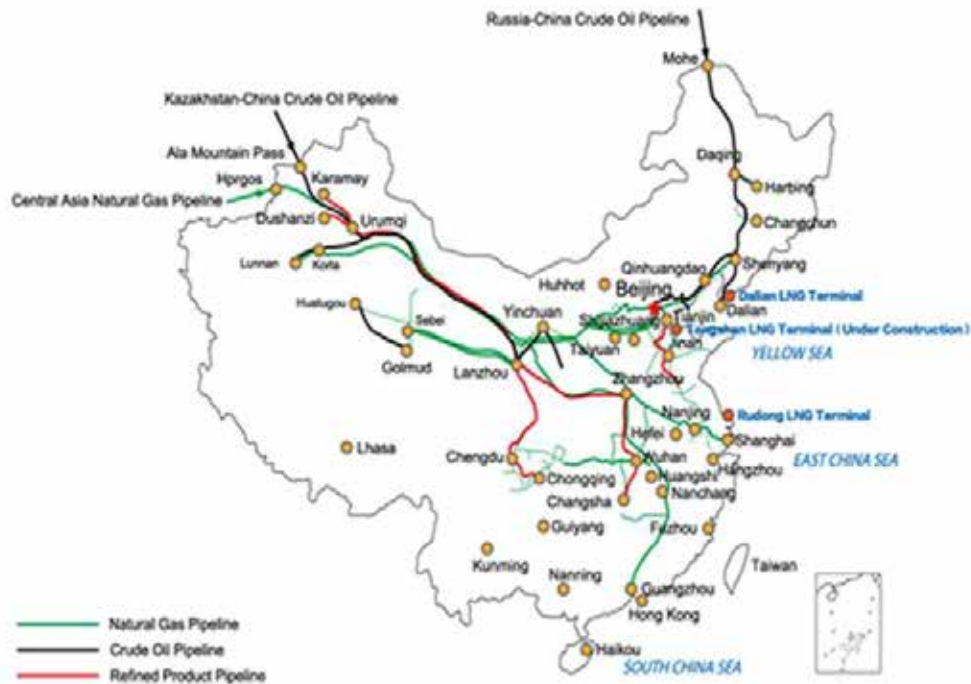 Russia-China Crude Oil Pipeline
Mohe
Kazakhstan-China Crude Oil Pipeline
Ala Mountain Pass
Hprgos
Karamay
Central Asia Natural Gas Pipeline
Dushanzi
Urumqi
Daqing
Harbing
Changchun
Lunnan
Korla
Qinhuangdao
Shenyang
Huhhot
Beijing
Dalian LNG Terminal
Dalian
Hualugou
Sebei
Yinchuan
Shijiazhuang
Tianjin
Tangshan LNG Terminal ( Under Construction )
Golmud
Lanzhou
Taiyuan
YELLOW SEA
Zhangzhou
Nanjing
Rudong LNG Terminal
Lhasa
Hefei
Shanghai
Chengdu
Wuhan
Hangzhou
EAST CHINA SEA
Chongqing
Huangshi
Changsha
Nanchang
Guiyang
Fuzhou
Kunming
Taiwan
Nanning
Guangzhou
Hong Kong
Natural Gas Pipeline
Crude Oil Pipeline
Haikou
SOUTH CHINA SEA
Refined Product Pipeline